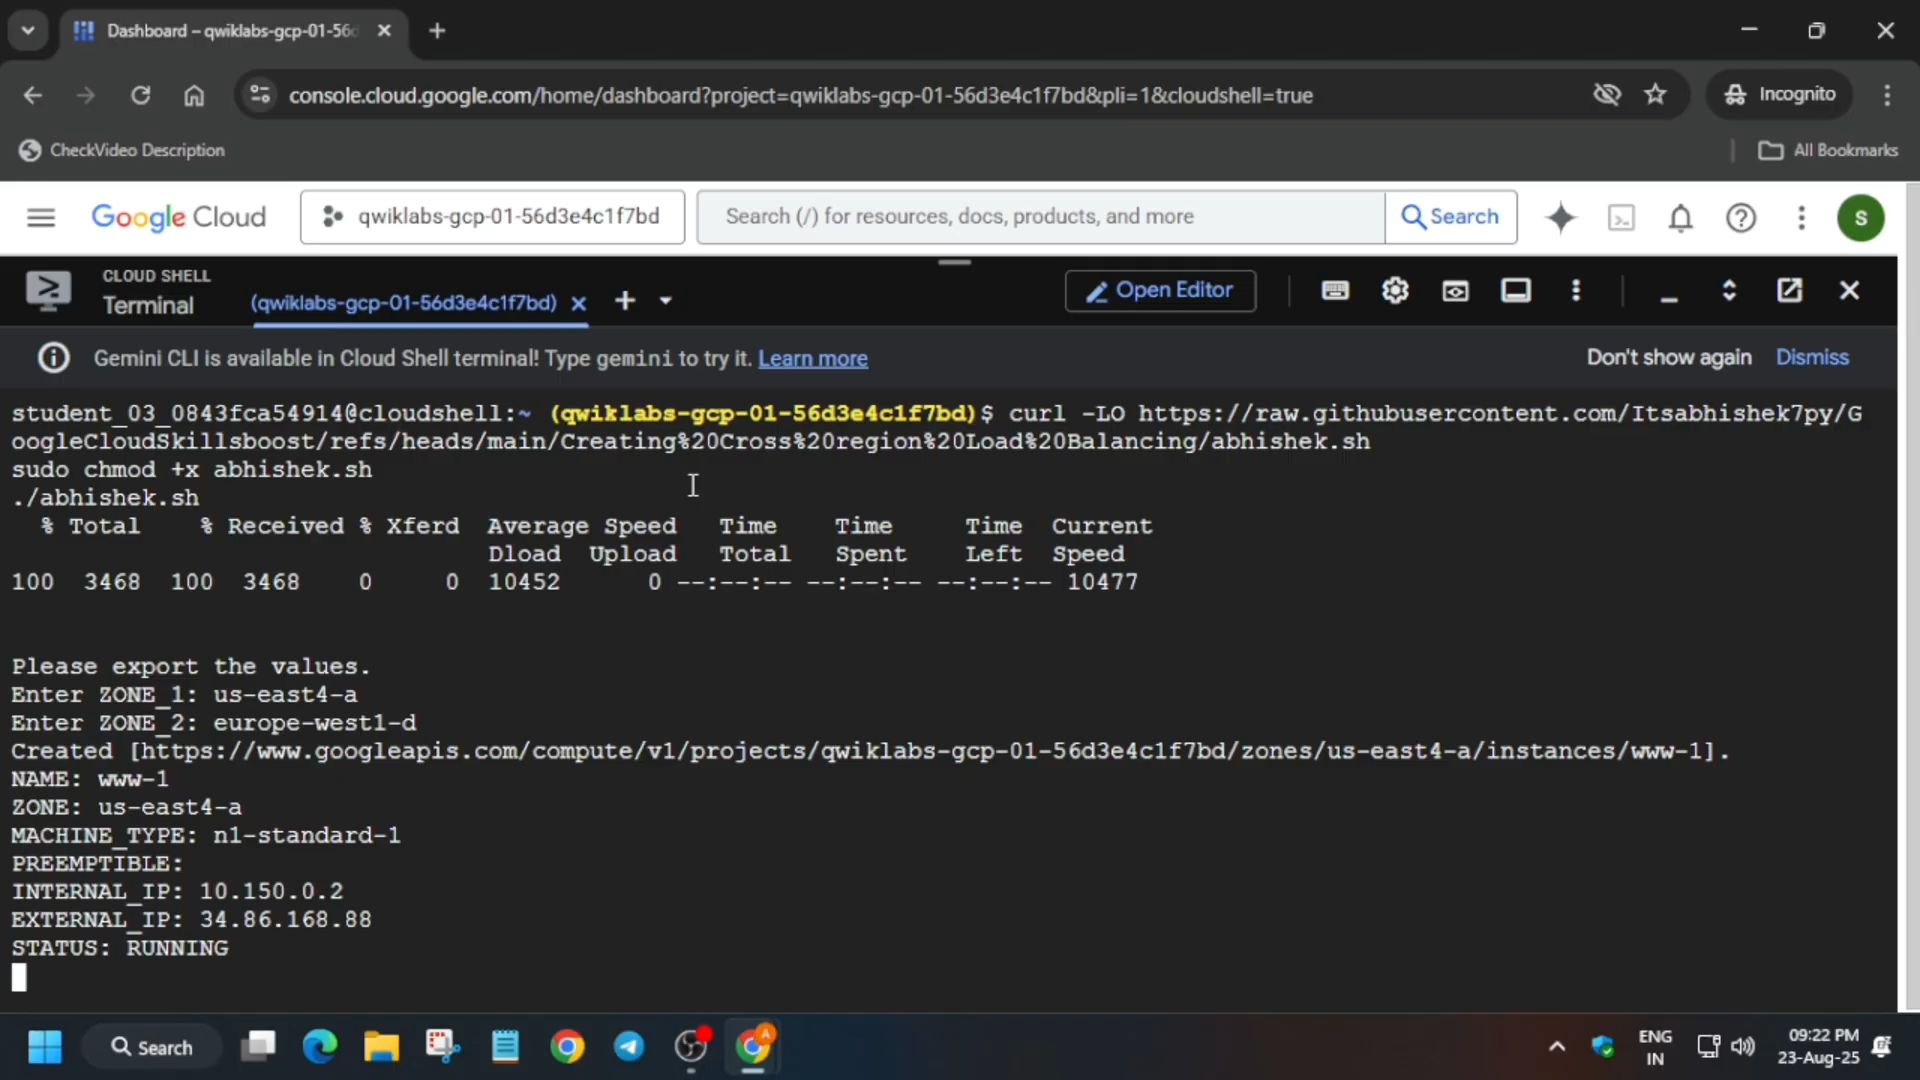 Dashboard – qwiklabs-gcp-01-56d
console.cloud.google.com/home/dashboard?project=qwiklabs-gcp-01-56d3e4c1f7bd&pli=1&cloudshell=true
Incognito
CheckVideo Description
All Bookmarks
Google Cloud
qwiklabs-gcp-01-56d3e4c1f7bd
Search (/) for resources, docs, products, and more
Search
S
CLOUD SHELL
Terminal
(qwiklabs-gcp-01-56d3e4c1f7bd)
Open Editor
Gemini CLI is available in Cloud Shell terminal! Type gemini to try it. Learn more
Don't show again
Dismiss
student_03_0843fca54914@cloudshell:~ (qwiklabs-gcp-01-56d3e4c1f7bd)$ curl -LO https://raw.githubusercontent.com/Itsabhishek7py/G
oogleCloudSkillsboost/refs/heads/main/Creating%20Cross%20region%20Load%20Balancing/abhishek.sh
sudo chmod +x abhishek.sh
./abhishek.sh
% Total % Received % Xferd Average Speed Time Time Time Current
Dload Upload Total Spent Left Speed
100 3468 100 3468 0 0 10452 0 --:--:-- --:--:-- --:--:-- 10477
Please export the values.
Enter ZONE_1: us-east4-a
Enter ZONE_2: europe-west1-d
Created [https://www.googleapis.com/compute/v1/projects/qwiklabs-gcp-01-56d3e4c1f7bd/zones/us-east4-a/instances/www-1].
NAME: www-1
ZONE: us-east4-a
MACHINE_TYPE: n1-standard-1
PREEMPTIBLE:
INTERNAL_IP: 10.150.0.2
EXTERNAL_IP: 34.86.168.88
STATUS: RUNNING
Search
ENG
IN
09:22 PM
23-Aug-25